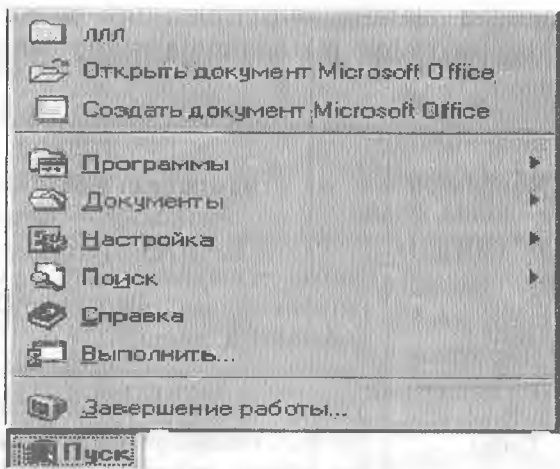 ллл
Открыть документ Microsoft Office
Создать документ Microsoft Office
Программы
Документы
Настройка
Поиск
Справка
Выполнить...
Завершение работы...
Пуск